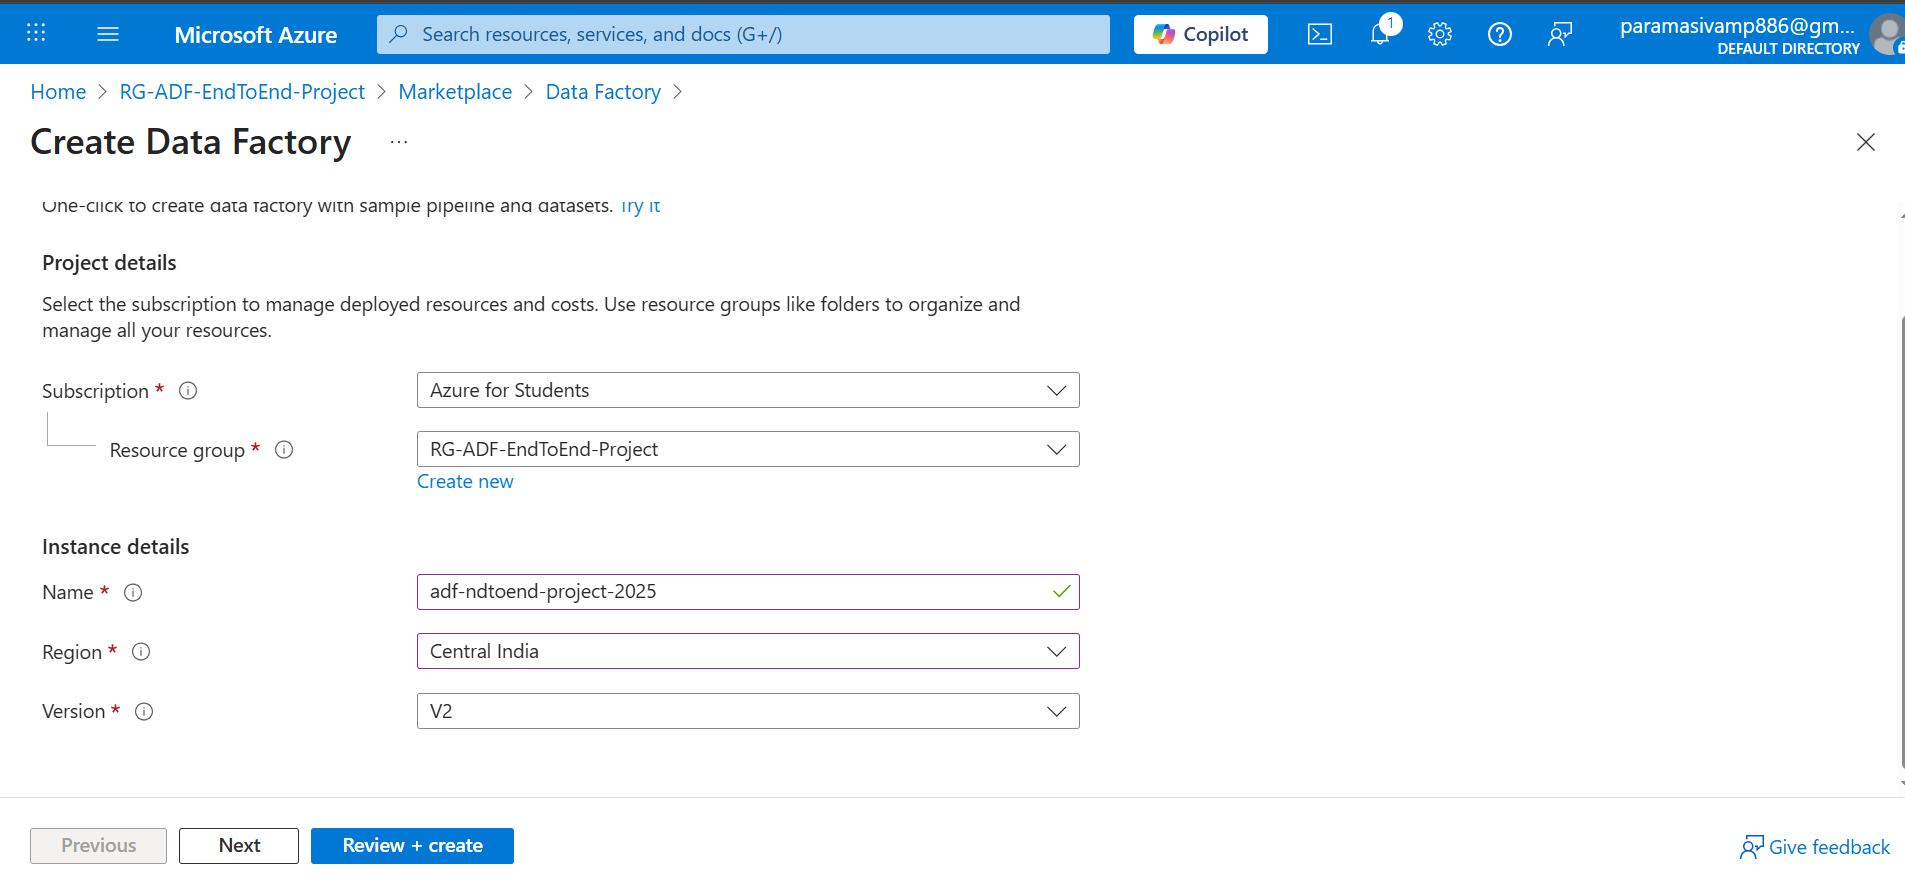 Microsoft Azure
Search resources, services, and docs (G+/)
Copilot
1
paramasivamp886@gm...
DEFAULT DIRECTORY
Home > RG-ADF-EndToEnd-Project > Marketplace > Data Factory >
Create Data Factory ...
One-click to create data factory with sample pipeline and datasets. Try it
Project details
Select the subscription to manage deployed resources and costs. Use resource groups like folders to organize and
manage all your resources.
Subscription * Azure for Students
Resource group * RG-ADF-EndToEnd-Project
Create new
Instance details
Name * adf-ndtoend-project-2025
Region * Central India
Version * V2
Previous Next Review + create
Give feedback